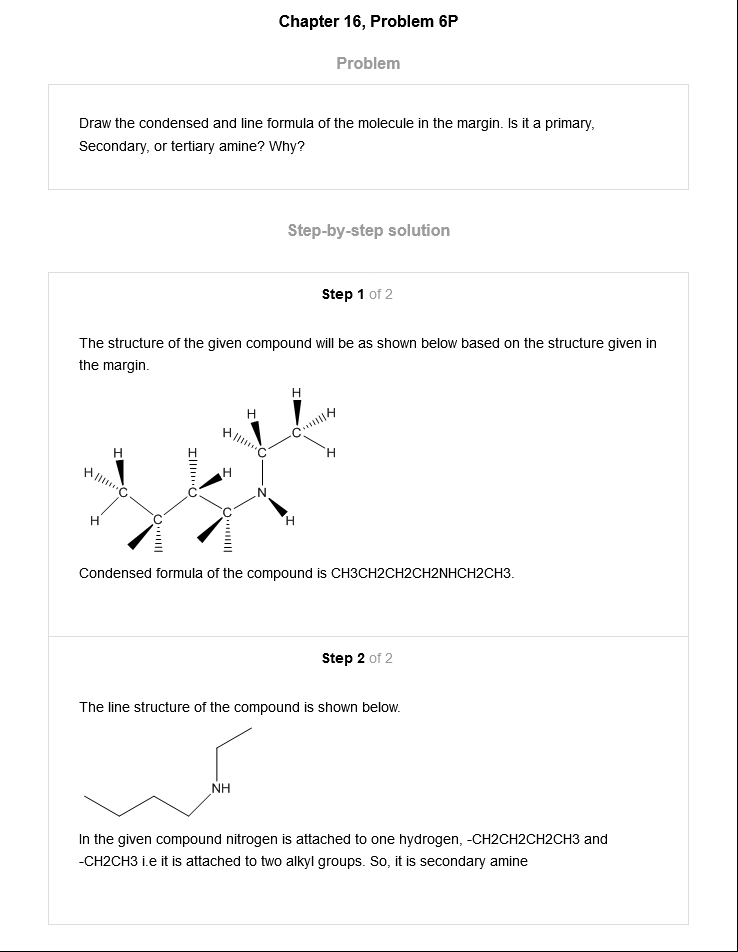 Chapter 16, Problem 6P
Problem
Draw the condensed and line formula of the molecule in the margin. Is it a primary,
Secondary, or tertiary amine? Why?
Step-by-step solution
Step 1 of 2
The structure of the given compound will be as shown below based on the structure given in
the margin.
H
H H
H C
H H H C H
H H
C C N
H C C H
Condensed formula of the compound is CH3CH2CH2CH2NHCH2CH3.
Step 2 of 2
The line structure of the compound is shown below.
NH
In the given compound nitrogen is attached to one hydrogen, -CH2CH2CH2CH3 and
-CH2CH3 i.e it is attached to two alkyl groups. So, it is secondary amine